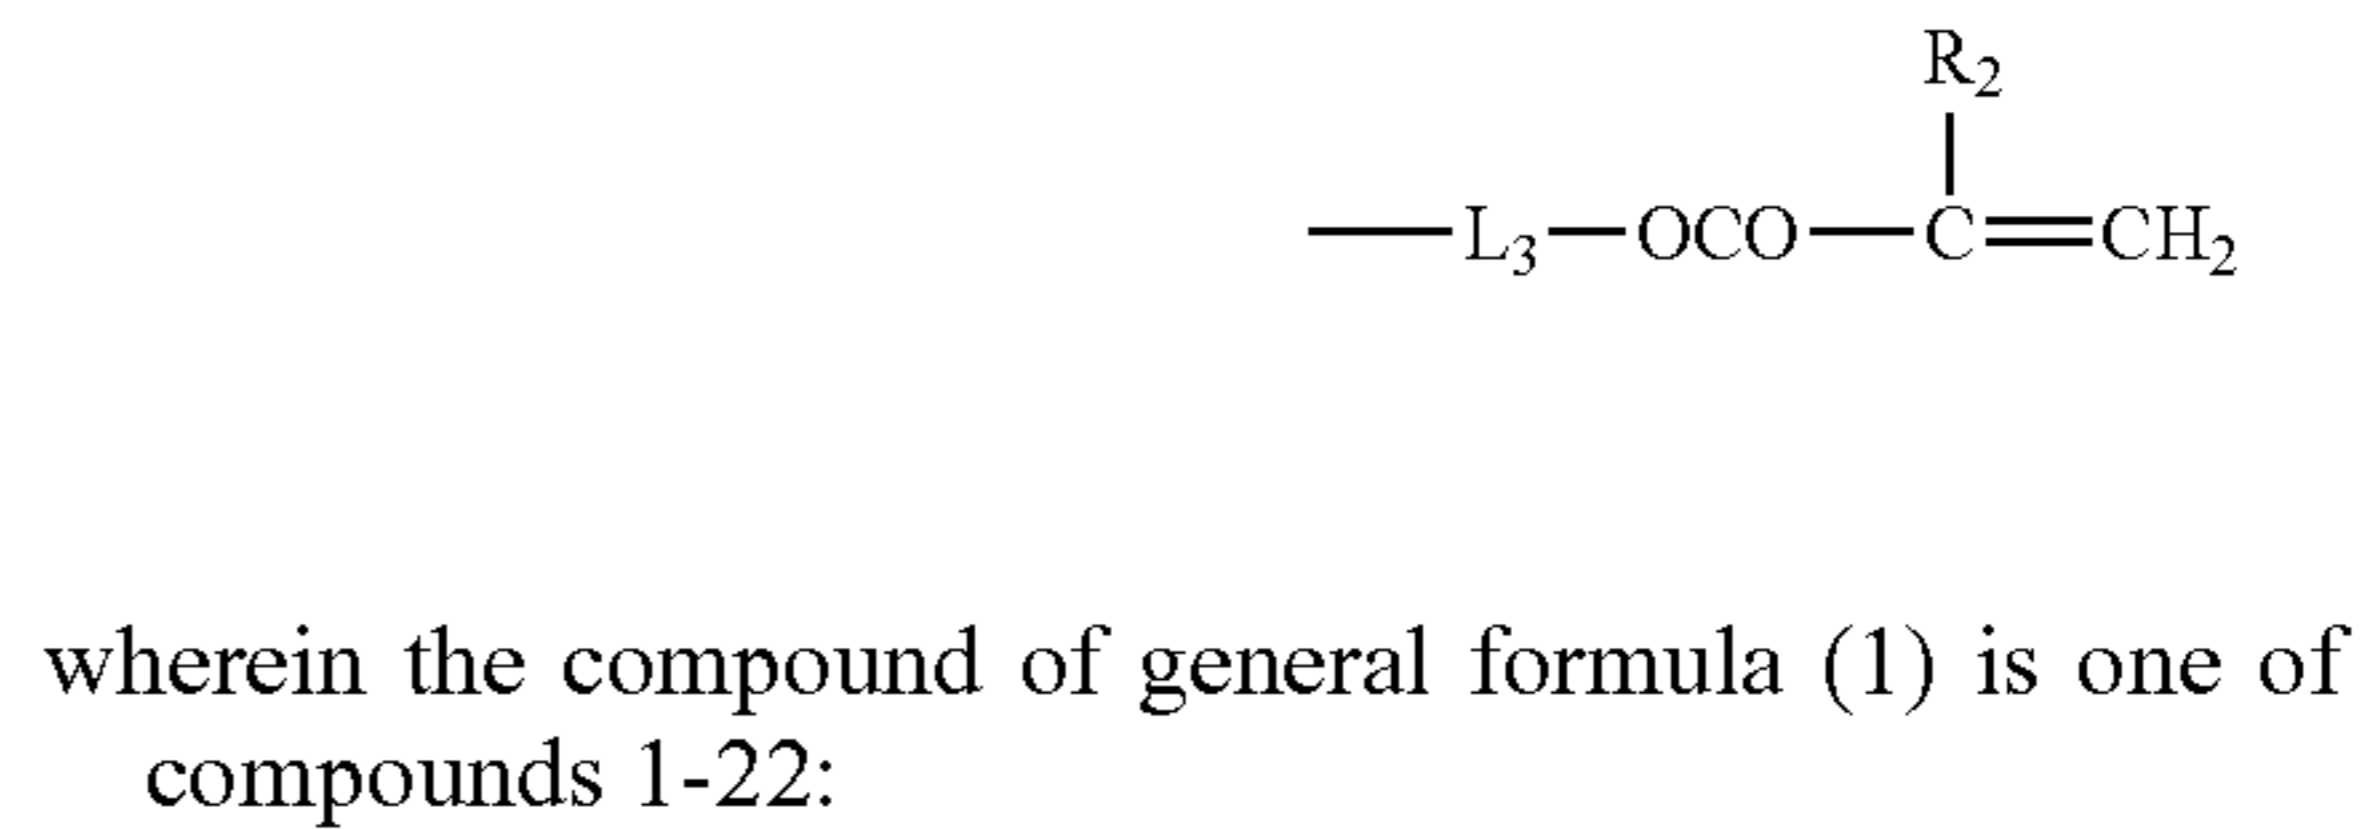 R₂
—L₃—OCO—C=CH₂
wherein the compound of general formula (1) is one of
compounds 1-22: